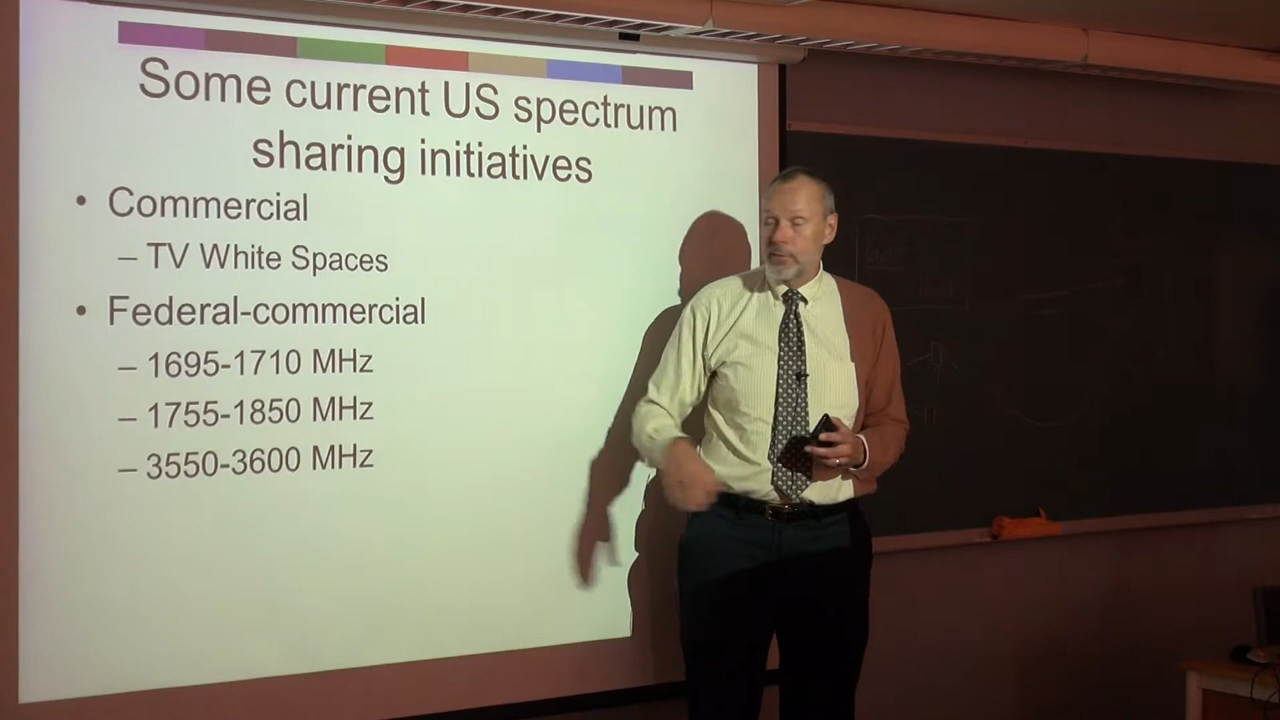 Some current US spectrum
sharing initiatives
• Commercial
– TV White Spaces
• Federal-commercial
– 1695-1710 MHz
– 1755-1850 MHz
– 3550-3600 MHz